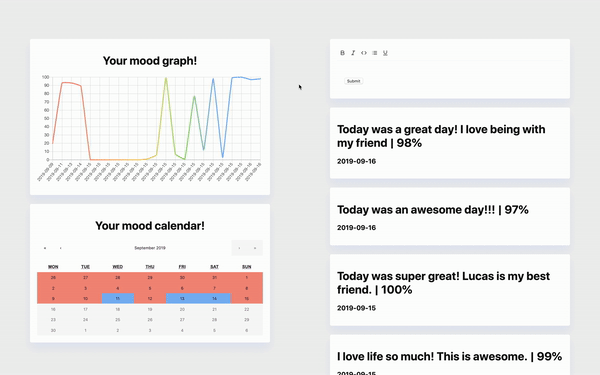 Your mood graph!
100
90
80
70
60
50
40
30
20
10
0
Your mood calendar!
« ‹ September 2019 › »
MON TUE WED THU FRI SAT SUN
26 27 28 29 30 31 1
2 3 4 5 6 7 8
9 10 11 12 13 14 15
16 17 18 19 20 21 22
23 24 25 26 27 28 29
30 1 2 3 4 5 6
B I <> U
Submit
Today was a great day! I love being with
my friend | 98%
2019-09-16
Today was an awesome day!!! | 97%
2019-09-16
Today was super great! Lucas is my best
friend. | 100%
2019-09-15
I love life so much! This is awesome. | 99%
2019-09-15